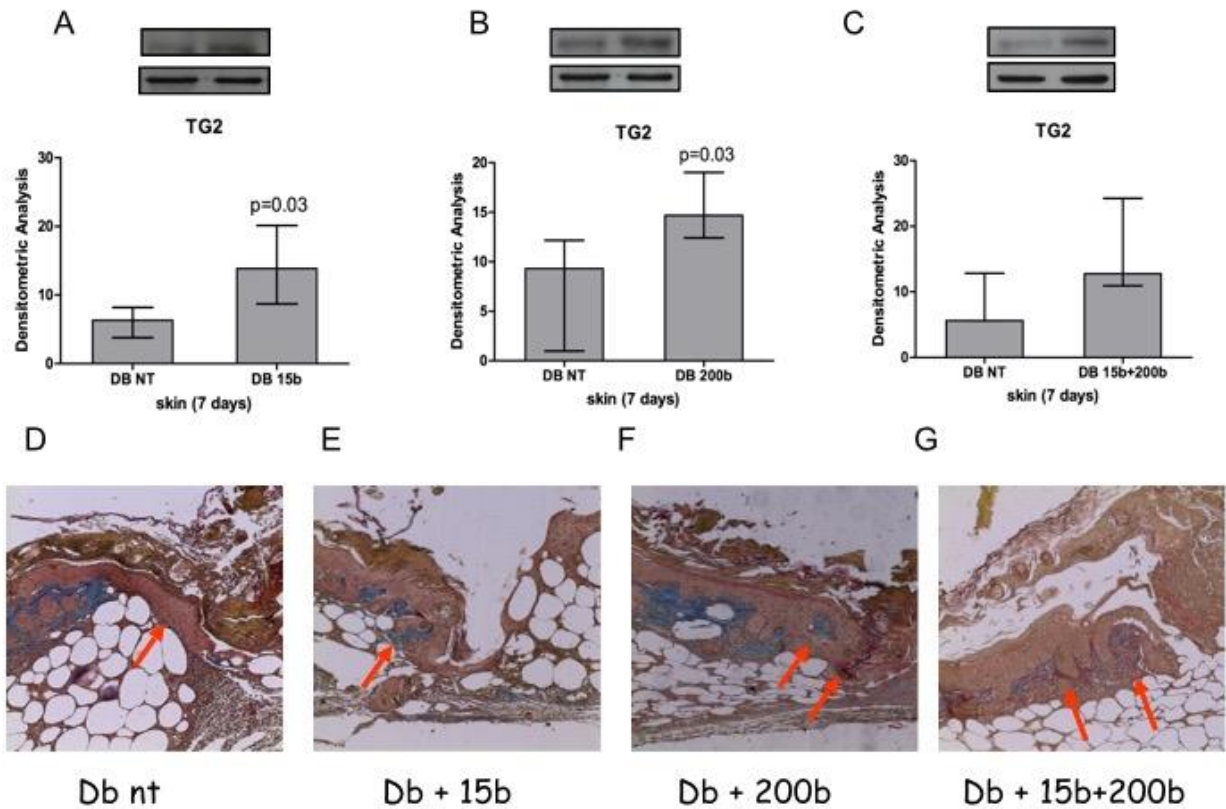 A
B
C
TG2
Densitometric Analysis
30
20
10
0
p=0.03
DB NT
DB 15b
skin (7 days)
TG2
Densitometric Analysis
20
15
10
5
0
p=0.03
DB NT
DB 200b
skin (7 days)
TG2
Densitometric Analysis
30
20
10
0
DB NT
DB 15b+200b
skin (7 days)
D
E
F
G
Db nt
Db + 15b
Db + 200b
Db + 15b+200b